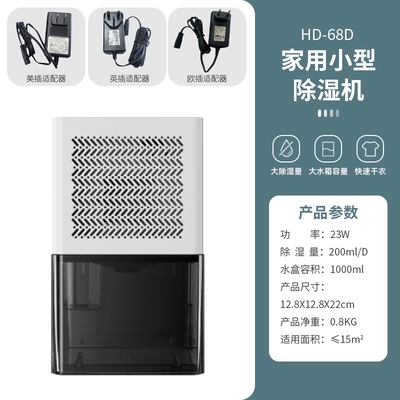 美插适配器
英插适配器
欧插适配器
HD-68D
家用小型
除湿机
大除湿量
大水箱容量
快速干衣
产品参数
功 率：23W
除 湿 量：200ml/D
水盒容积：1000ml
产品尺寸：
12.8X12.8X22cm
产品净重：0.8KG
适用面积：≤15m²